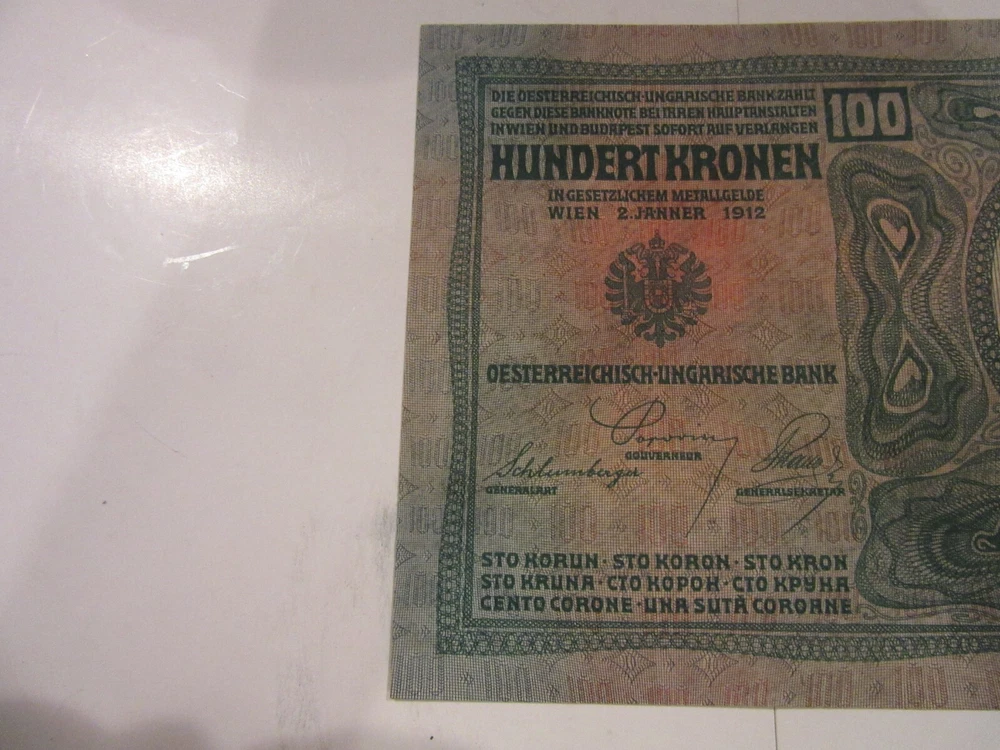 DIE OESTERREICHISCH-UNGARISCHE BANK ZAHLT
GEGEN DIESE BANKNOTE BEI IHREN HAUPTANSTALTEN
IN WIEN UND BUDAPEST SOFORT AUF VERLANGEN
100
HUNDERT KRONEN
IN GESETZLICHEM METALLGELDE
WIEN 2. JÄNNER 1912
OESTERREICHISCH-UNGARISCHE BANK
Popovics
GOUVERNEUR
Schlumberger
GENERALRAT
GENERALSEKRETÄR
STO KORUN · STO KORON · STO KRON
STO KRUNA · СТО КОРОН · СТО КРУНА
CENTO CORONE · UNA SUTĂ COROANE